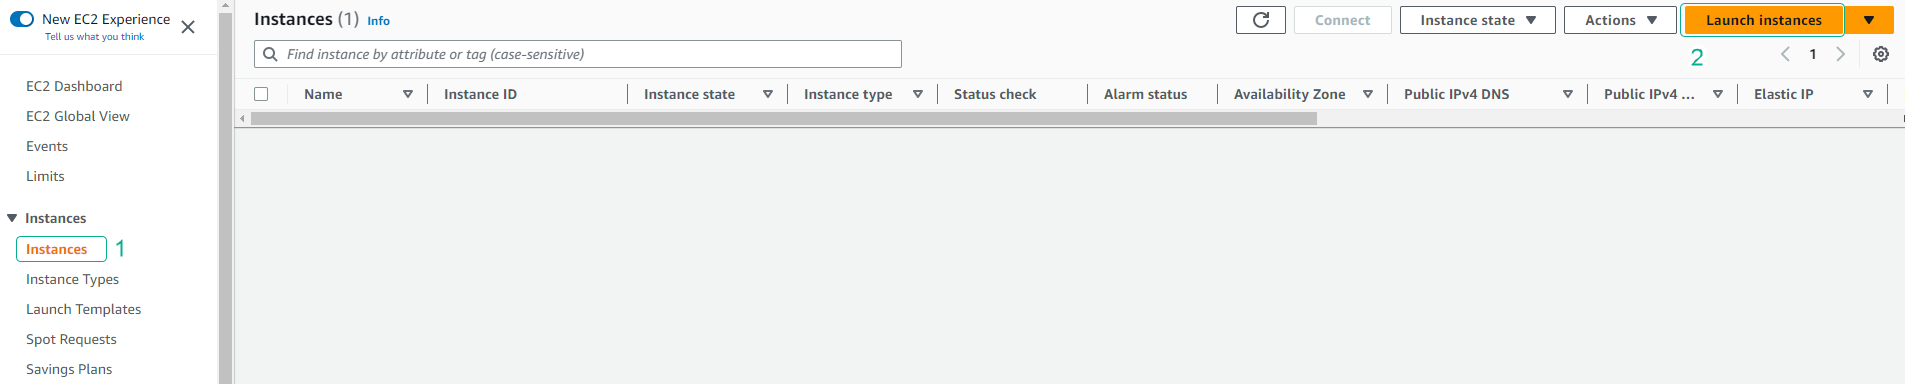 New EC2 Experience
Tell us what you think
EC2 Dashboard
EC2 Global View
Events
Limits
Instances
Instances 1
Instance Types
Launch Templates
Spot Requests
Savings Plans
Instances (1) Info
Connect Instance state Actions Launch instances
Find instance by attribute or tag (case-sensitive)
2 1
Name Instance ID Instance state Instance type Status check Alarm status Availability Zone Public IPv4 DNS Public IPv4 ... Elastic IP